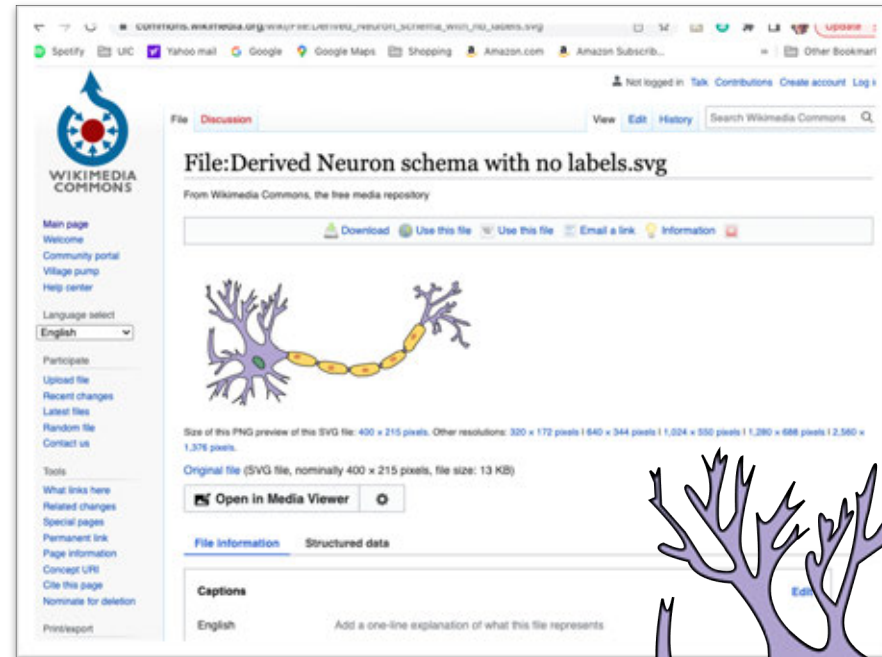 commons.wikimedia.org/wiki/File:Derived_Neuron_schema_with_no_labels.svg
Update
Spotify UIC Yahoo mail Google Google Maps Shopping Amazon.com Amazon Subscrib... Other Bookmar
Not logged in Talk Contributions Create account Log i
File Discussion View Edit History Search Wikimedia Commons
WIKIMEDIA
COMMONS
File:Derived Neuron schema with no labels.svg
From Wikimedia Commons, the free media repository
Download Use this file Use this file Email a link Information
Main page
Welcome
Community portal
Village pump
Help center
Language select
English
Participate
Upload file
Recent changes
Latest files
Random file
Contact us
Tools
What links here
Related changes
Special pages
Permanent link
Page information
Concept URI
Cite this page
Nominate for deletion
Print/export
Size of this PNG preview of this SVG file: 400 × 215 pixels. Other resolutions: 320 × 172 pixels | 640 × 344 pixels | 1,024 × 550 pixels | 1,280 × 688 pixels | 2,560 ×
1,376 pixels.
Original file (SVG file, nominally 400 × 215 pixels, file size: 13 KB)
Open in Media Viewer
File information Structured data
Captions Edit
English Add a one-line explanation of what this file represents